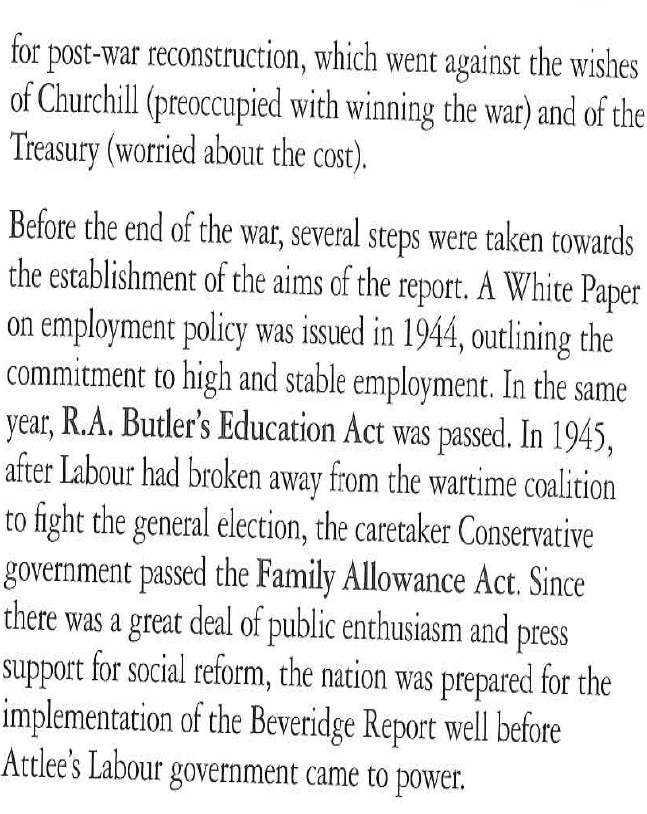 for post-war reconstruction, which went against the wishes
of Churchill (preoccupied with winning the war) and of the
Treasury (worried about the cost).
Before the end of the war, several steps were taken towards
the establishment of the aims of the report. A White Paper
on employment policy was issued in 1944, outlining the
commitment to high and stable employment. In the same
year, R.A. Butler's Education Act was passed. In 1945,
after Labour had broken away from the wartime coalition
to fight the general election, the caretaker Conservative
government passed the Family Allowance Act. Since
there was a great deal of public enthusiasm and press
support for social reform, the nation was prepared for the
implementation of the Beveridge Report well before
Attlee's Labour government came to power.